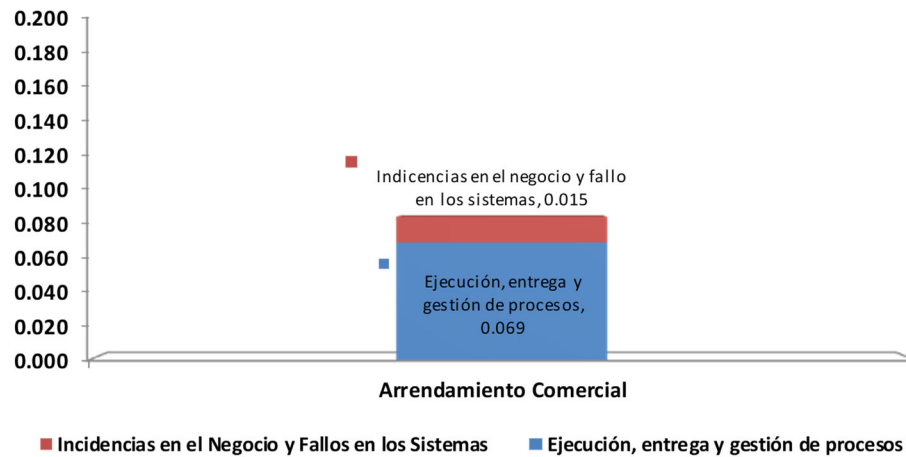 0.200
0.180
0.160
0.140
0.120
0.100
0.080
0.060
0.040
0.020
0.000
Indicencias en el negocio y fallo
en los sistemas, 0.015
Ejecución, entrega y
gestión de procesos,
0.069
Arrendamiento Comercial
Incidencias en el Negocio y Fallos en los Sistemas
Ejecución, entrega y gestión de procesos